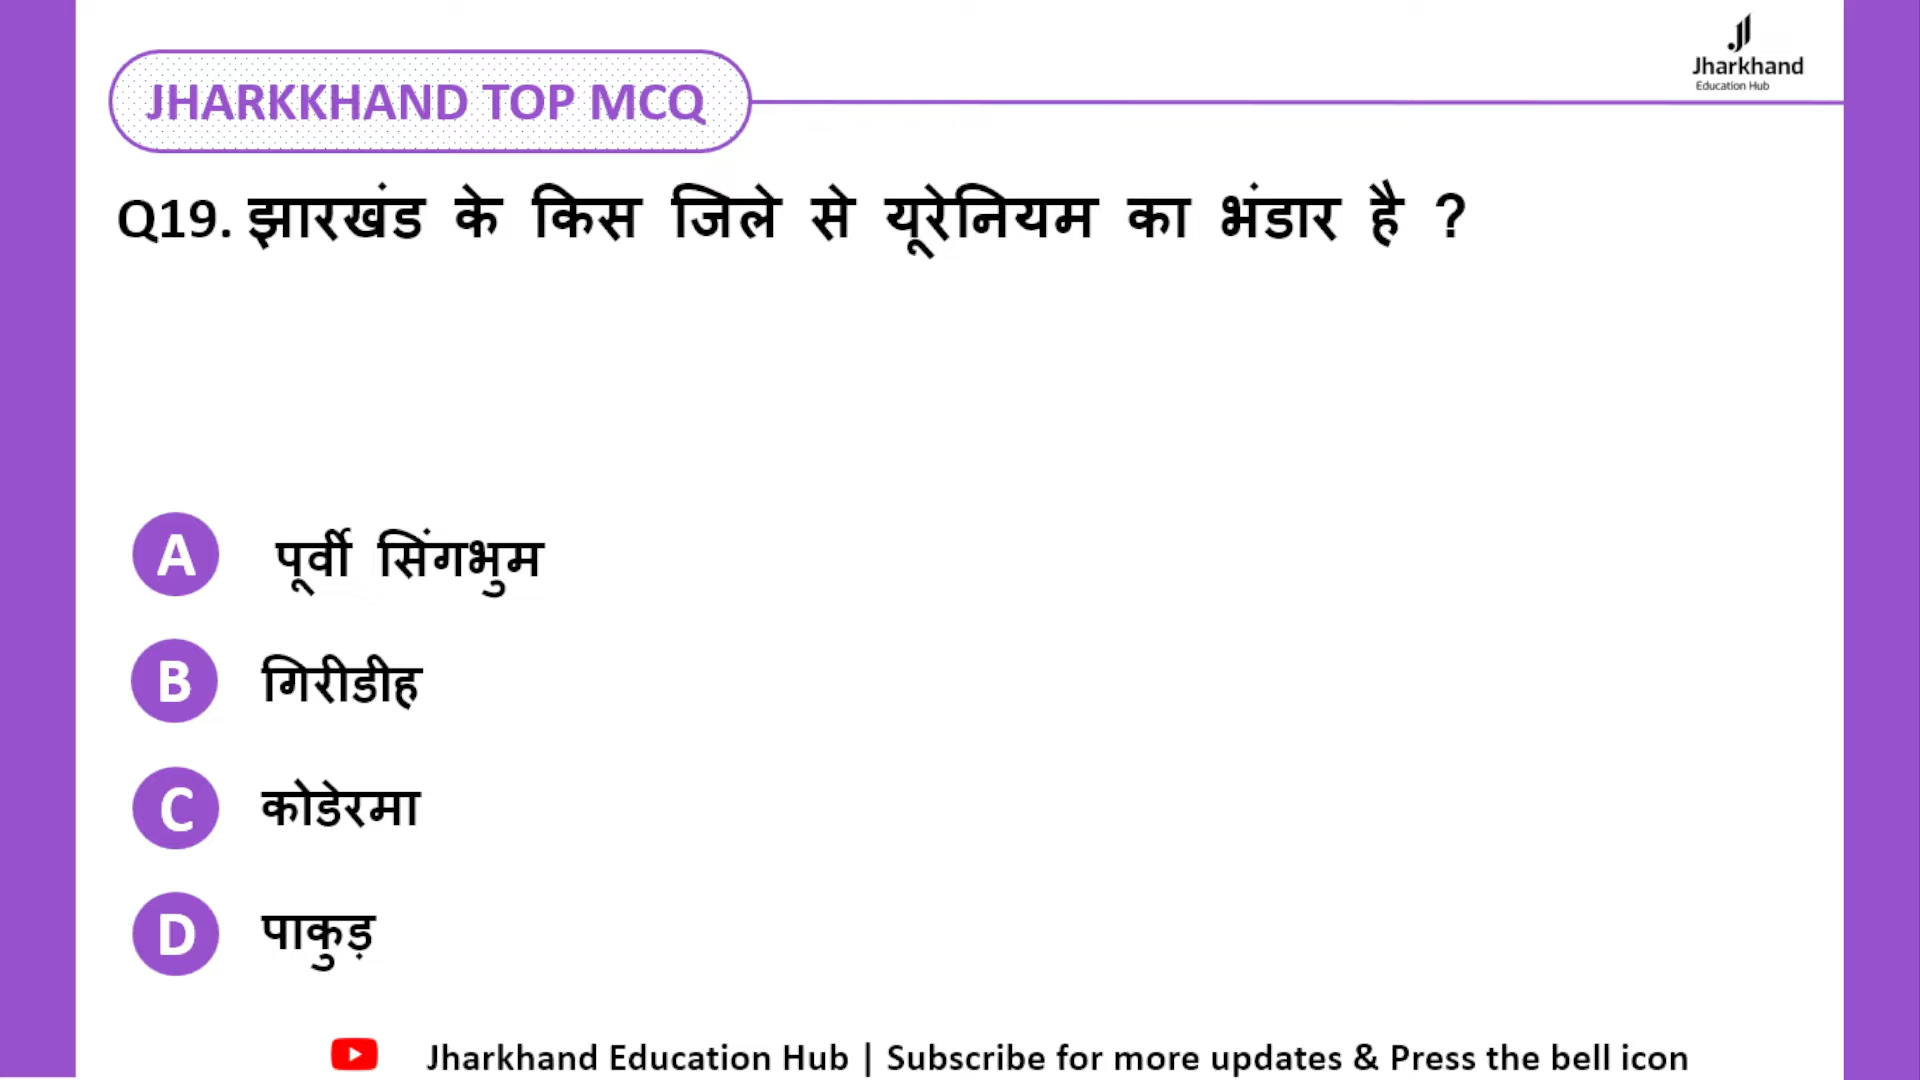 Jharkhand
Education Hub
JHARKKHAND TOP MCQ
Q19. झारखंड के किस जिले से यूरेनियम का भंडार है ?
A पूर्वी सिंगभुम
B गिरीडीह
C कोडेरमा
D पाकुड़
Jharkhand Education Hub | Subscribe for more updates & Press the bell icon